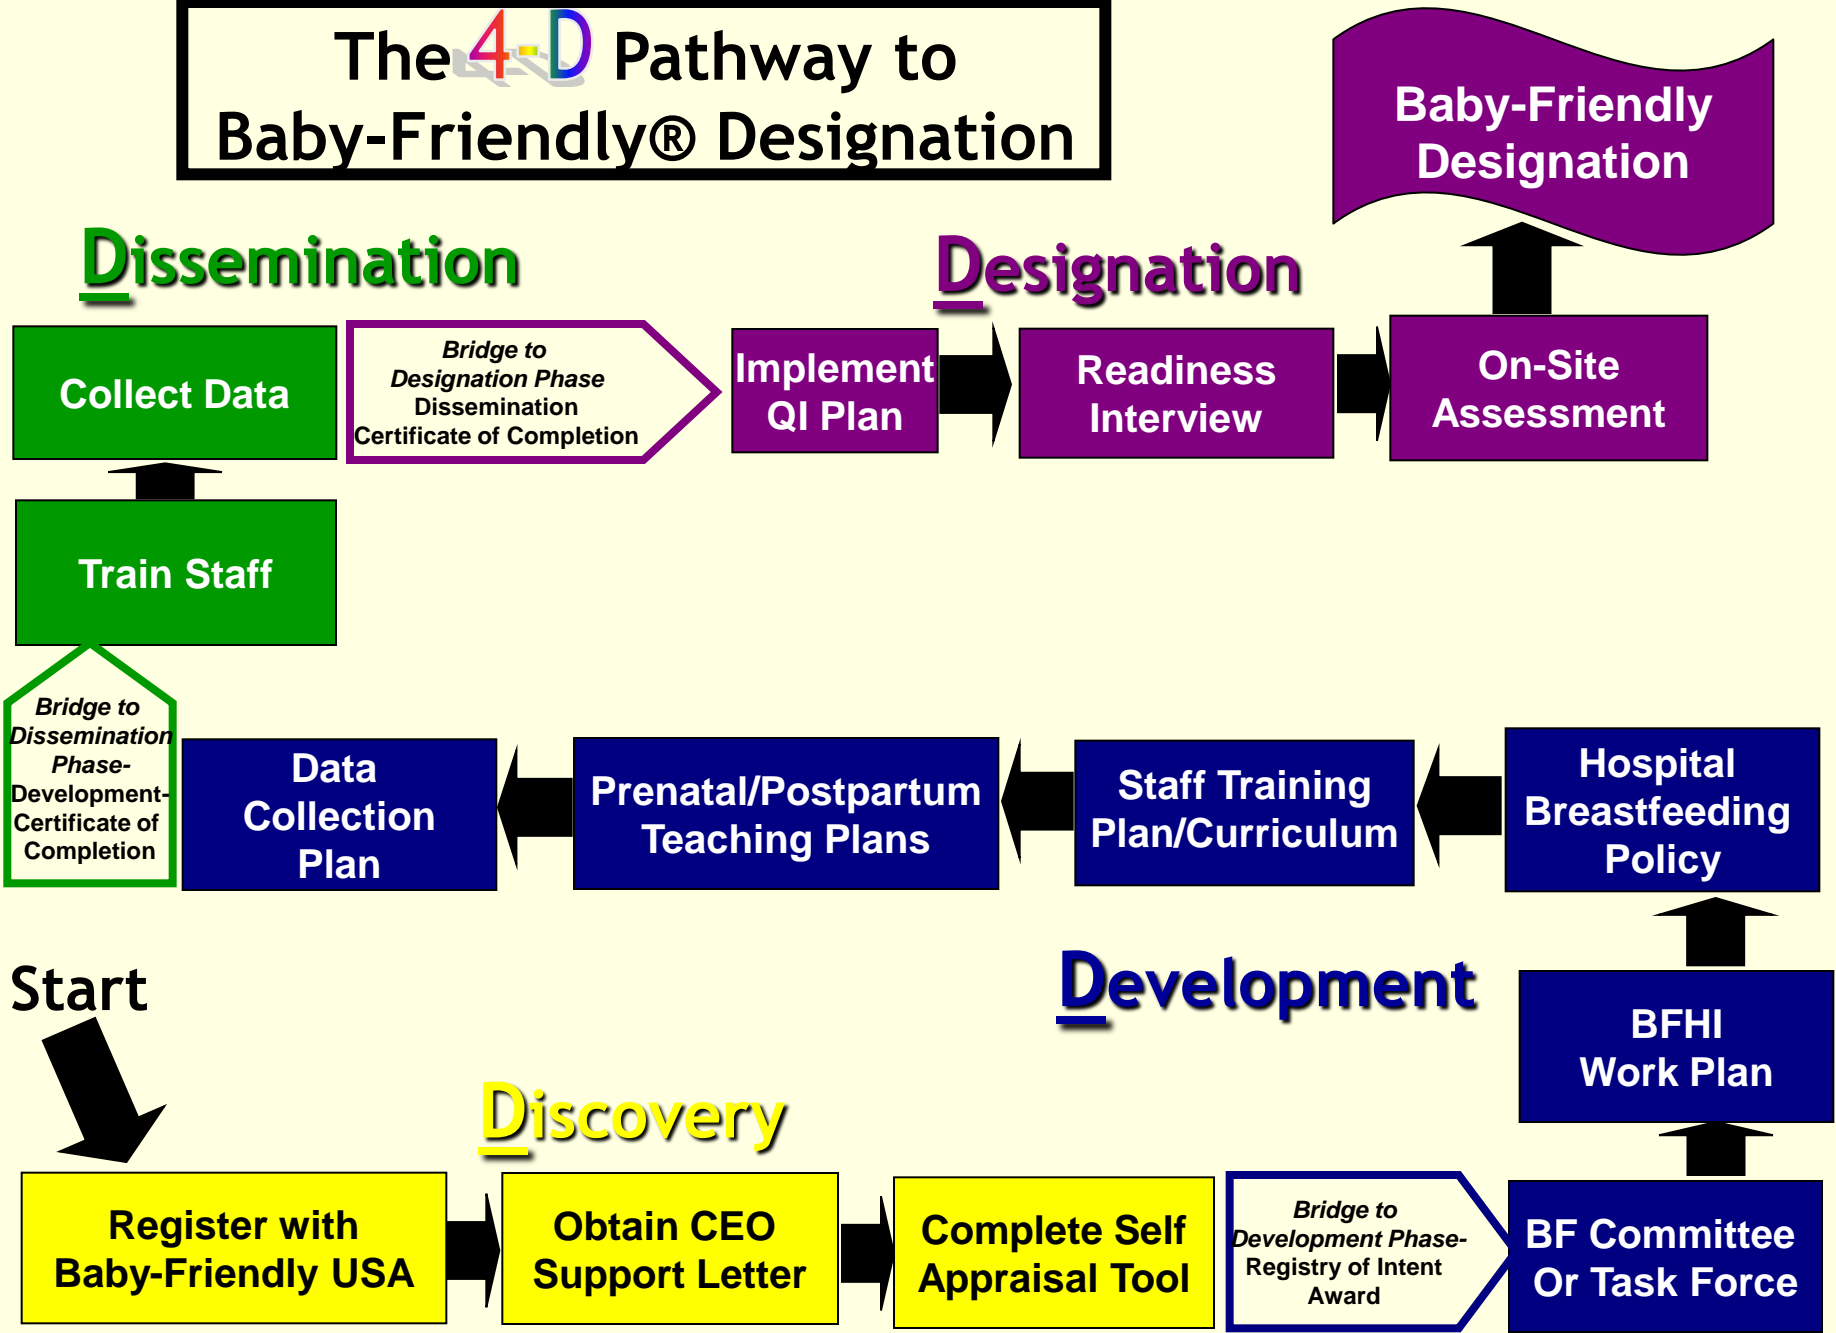 The 4-D Pathway to
Baby-Friendly® Designation
Baby-Friendly
Designation
Dissemination
Designation
Collect Data
Bridge to
Designation Phase
Dissemination
Certificate of Completion
Implement
QI Plan
Readiness
Interview
On-Site
Assessment
Train Staff
Bridge to
Dissemination
Phase-
Development-
Certificate of
Completion
Data
Collection
Plan
Prenatal/Postpartum
Teaching Plans
Staff Training
Plan/Curriculum
Hospital
Breastfeeding
Policy
Start
Development
BFHI
Work Plan
Discovery
Register with
Baby-Friendly USA
Obtain CEO
Support Letter
Complete Self
Appraisal Tool
Bridge to
Development Phase-
Registry of Intent
Award
BF Committee
Or Task Force